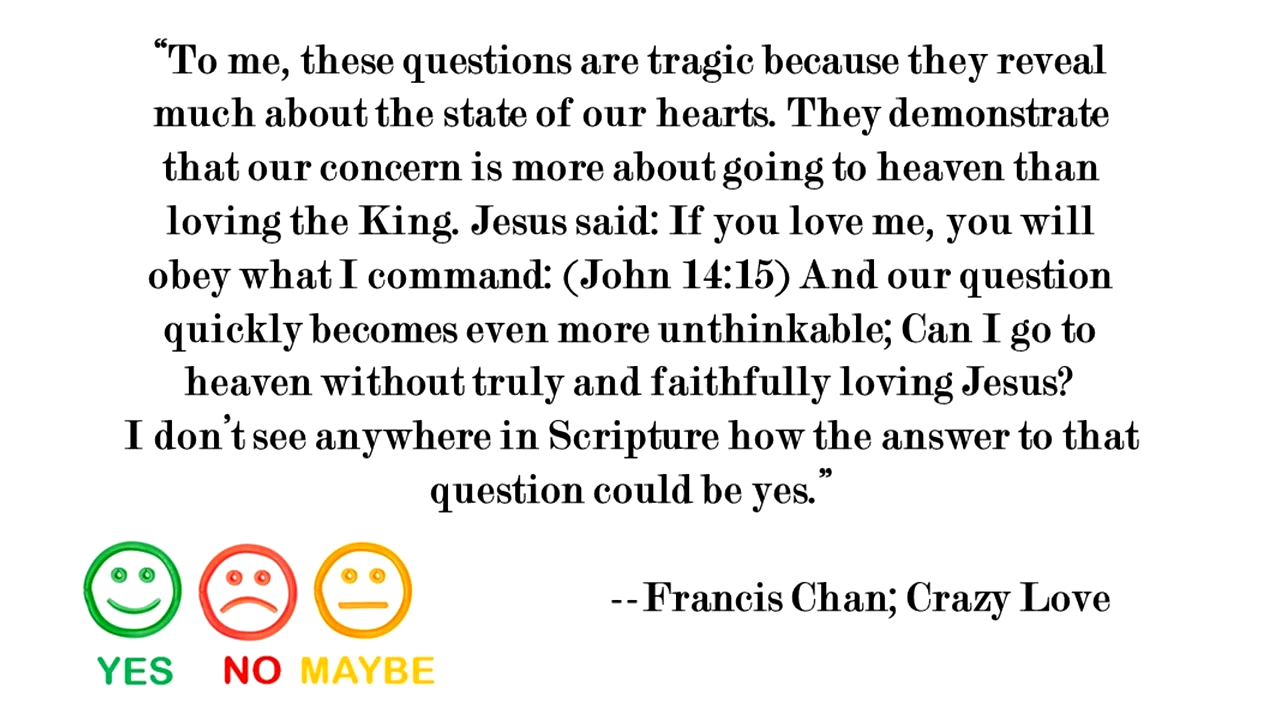 “To me, these questions are tragic because they reveal
much about the state of our hearts. They demonstrate
that our concern is more about going to heaven than
loving the King. Jesus said: If you love me, you will
obey what I command: (John 14:15) And our question
quickly becomes even more unthinkable; Can I go to
heaven without truly and faithfully loving Jesus?
I don’t see anywhere in Scripture how the answer to that
question could be yes.”
--Francis Chan; Crazy Love
YES NO MAYBE